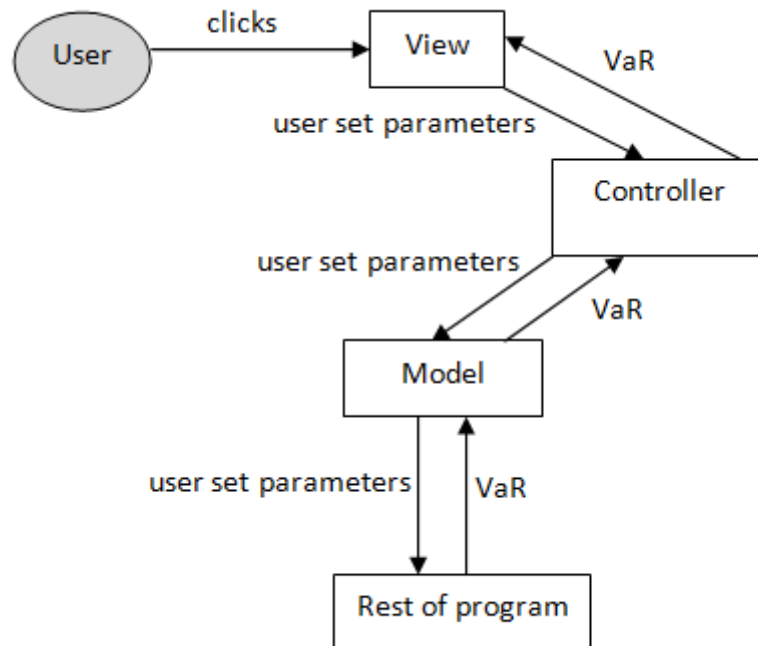 clicks
User
View
VaR
user set parameters
Controller
user set parameters
VaR
Model
user set parameters
VaR
Rest of program